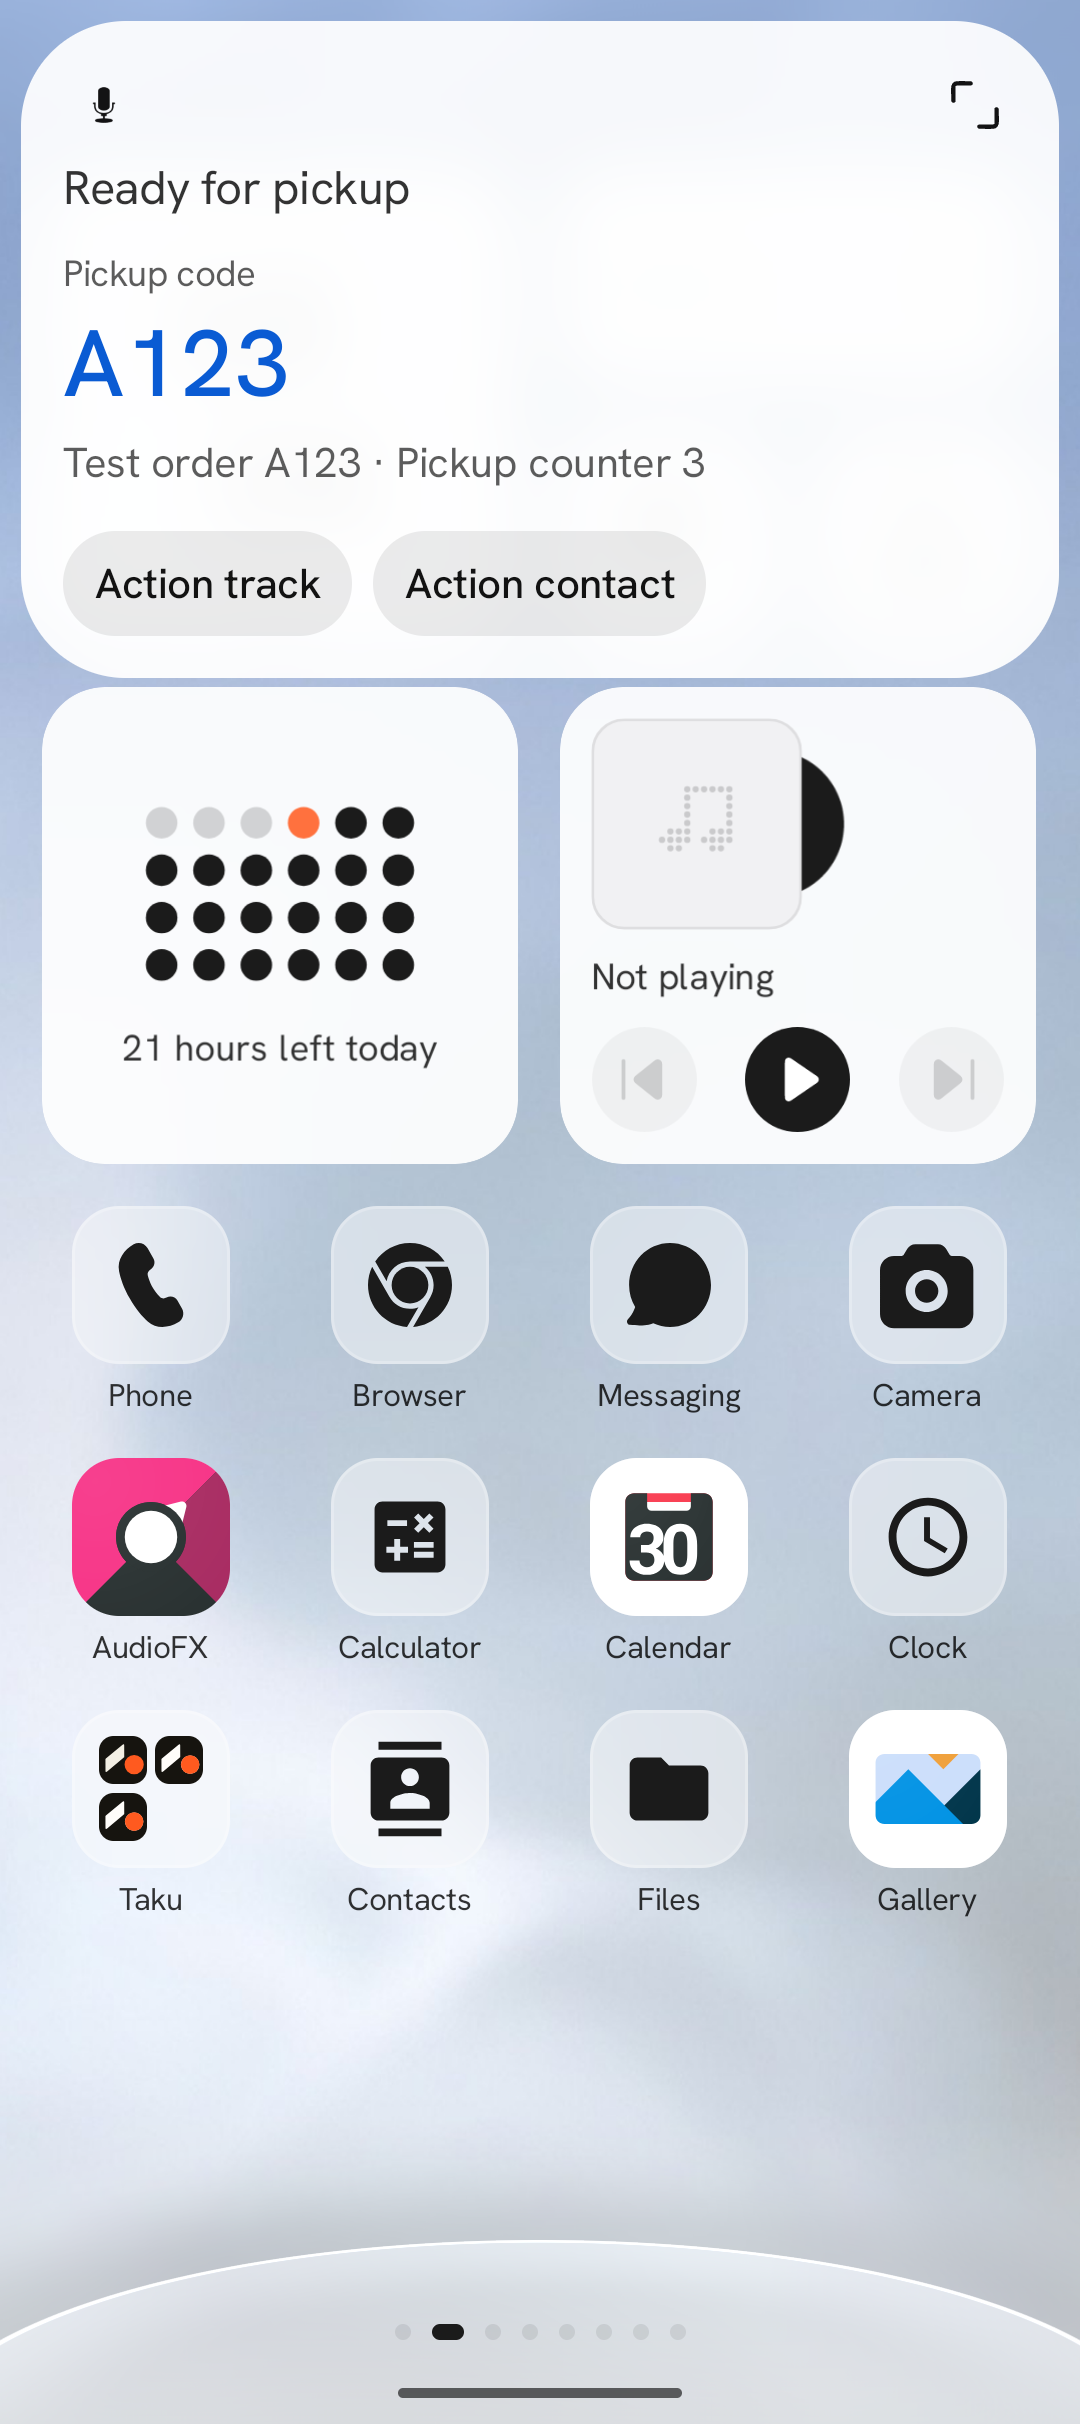 Ready for pickup
Pickup code
A123
Test order A123 · Pickup counter 3
Action track
Action contact
21 hours left today
Not playing
Phone
Browser
Messaging
Camera
30
AudioFX
Calculator
Calendar
Clock
Taku
Contacts
Files
Gallery